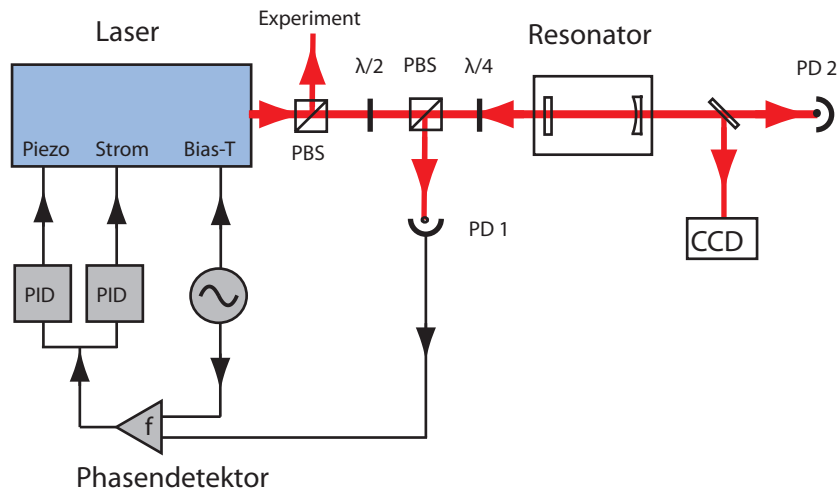 Experiment
Laser
Resonator
λ/2
PBS
λ/4
PD 2
Piezo
Strom
Bias-T
PBS
PD 1
CCD
PID
PID
f
Phasendetektor